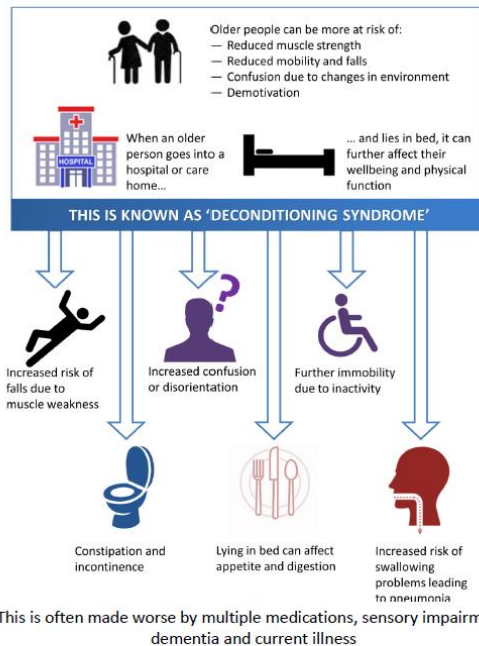 Older people can be more at risk of:
— Reduced muscle strength
— Reduced mobility and falls
— Confusion due to changes in environment
— Demotivation
HOSPITAL
When an older
person goes into a
hospital or care
home…
… and lies in bed, it can
further affect their
wellbeing and physical
function
THIS IS KNOWN AS ‘DECONDITIONING SYNDROME’
Increased risk of
falls due to
muscle weakness
Increased confusion
or disorientation
?
Further immobility
due to inactivity
Constipation and
incontinence
Lying in bed can affect
appetite and digestion
Increased risk of
swallowing
problems leading
to pneumonia
This is often made worse by multiple medications, sensory impairm
dementia and current illness